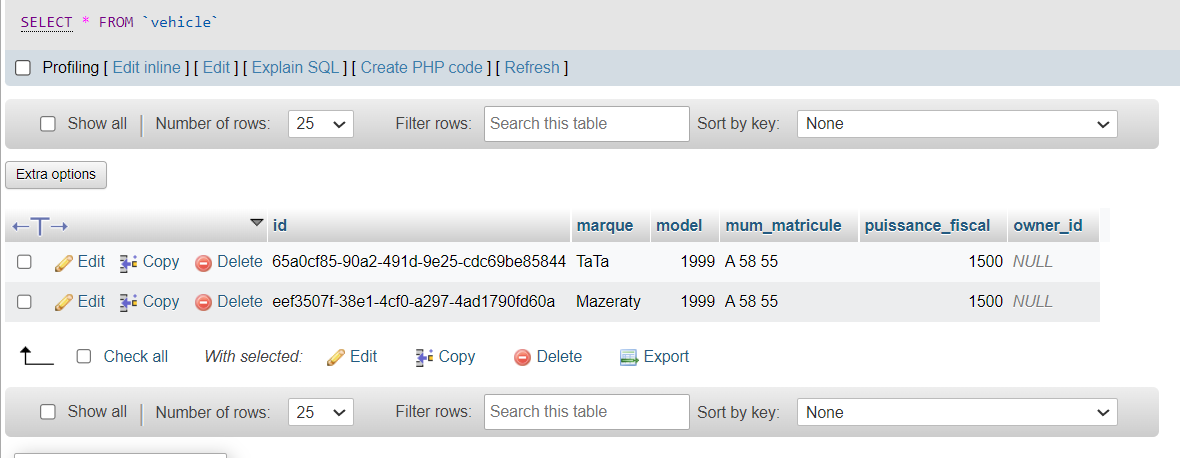 SELECT * FROM `vehicle`
Profiling [ Edit inline ] [ Edit ] [ Explain SQL ] [ Create PHP code ] [ Refresh ]
Show all Number of rows: 25 Filter rows: Search this table Sort by key: None
Extra options
id marque model mum_matricule puissance_fiscal owner_id
Edit Copy Delete 65a0cf85-90a2-491d-9e25-cdc69be85844 TaTa 1999 A 58 55 1500 NULL
Edit Copy Delete eef3507f-38e1-4cf0-a297-4ad1790fd60a Mazeraty 1999 A 58 55 1500 NULL
Check all With selected: Edit Copy Delete Export
Show all Number of rows: 25 Filter rows: Search this table Sort by key: None